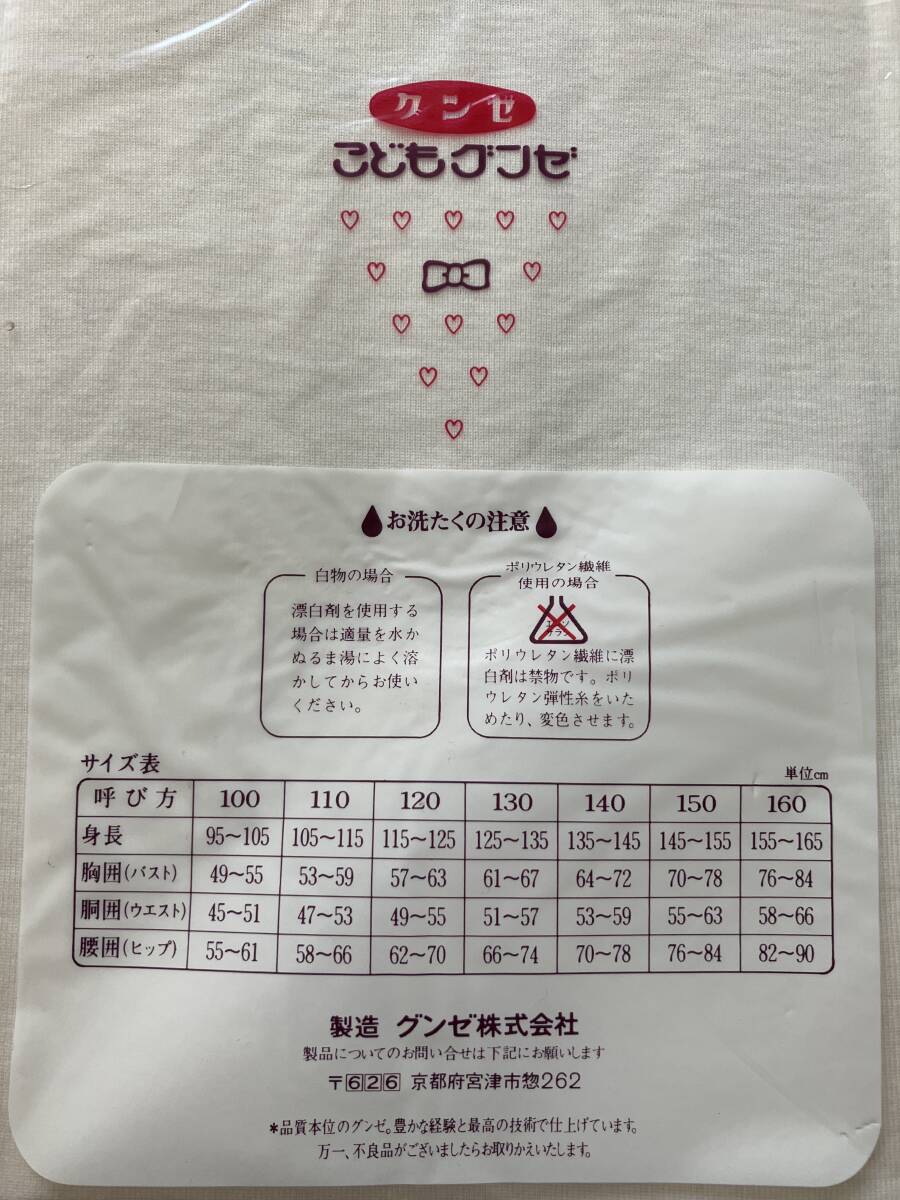 グンゼ
こどもグンゼ
お洗たくの注意
白物の場合
漂白剤を使用する
場合は適量を水か
ぬるま湯によく溶
かしてからお使い
ください。
ポリウレタン繊維
使用の場合
エンソ
サラシ
ポリウレタン繊維に漂
白剤は禁物です。ポリ
ウレタン弾性糸をいた
めたり、変色させます。
サイズ表
単位cm
呼び方 100 110 120 130 140 150 160
身長 95〜105 105〜115 115〜125 125〜135 135〜145 145〜155 155〜165
胸囲(バスト) 49〜55 53〜59 57〜63 61〜67 64〜72 70〜78 76〜84
胴囲(ウエスト) 45〜51 47〜53 49〜55 51〜57 53〜59 55〜63 58〜66
腰囲(ヒップ) 55〜61 58〜66 62〜70 66〜74 70〜78 76〜84 82〜90
製造 グンゼ株式会社
製品についてのお問い合せは下記にお願いします
〒626 京都府宮津市惣262
*品質本位のグンゼ。豊かな経験と最高の技術で仕上げています。
万一、不良品がございましたらお取りかえいたします。